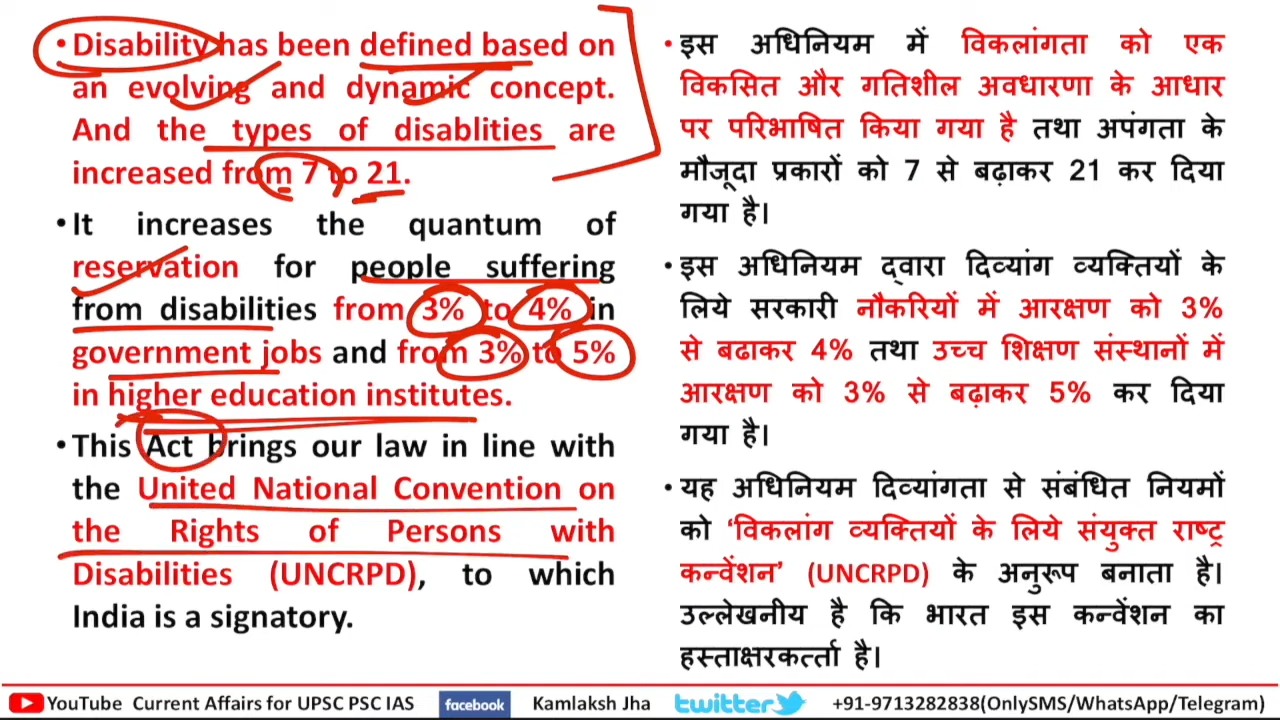 • Disability has been defined based on
an evolving and dynamic concept.
And the types of disablities are
increased from 7 to 21.
• It increases the quantum of
reservation for people suffering
from disabilities from 3% to 4% in
government jobs and from 3% to 5%
in higher education institutes.
• This Act brings our law in line with
the United National Convention on
the Rights of Persons with
Disabilities (UNCRPD), to which
India is a signatory.
• इस अधिनियम में विकलांगता को एक
विकसित और गतिशील अवधारणा के आधार
पर परिभाषित किया गया है तथा अपंगता के
मौजूदा प्रकारों को 7 से बढ़ाकर 21 कर दिया
गया है।
• इस अधिनियम द्वारा दिव्यांग व्यक्तियों के
लिये सरकारी नौकरियों में आरक्षण को 3%
से बढाकर 4% तथा उच्च शिक्षण संस्थानों में
आरक्षण को 3% से बढ़ाकर 5% कर दिया
गया है।
• यह अधिनियम दिव्यांगता से संबंधित नियमों
को ‘विकलांग व्यक्तियों के लिये संयुक्त राष्ट्र
कन्वेंशन’ (UNCRPD) के अनुरूप बनाता है।
उल्लेखनीय है कि भारत इस कन्वेंशन का
हस्ताक्षरकर्त्ता है।
YouTube Current Affairs for UPSC PSC IAS facebook Kamlaksh Jha twitter +91-9713282838(OnlySMS/WhatsApp/Telegram)